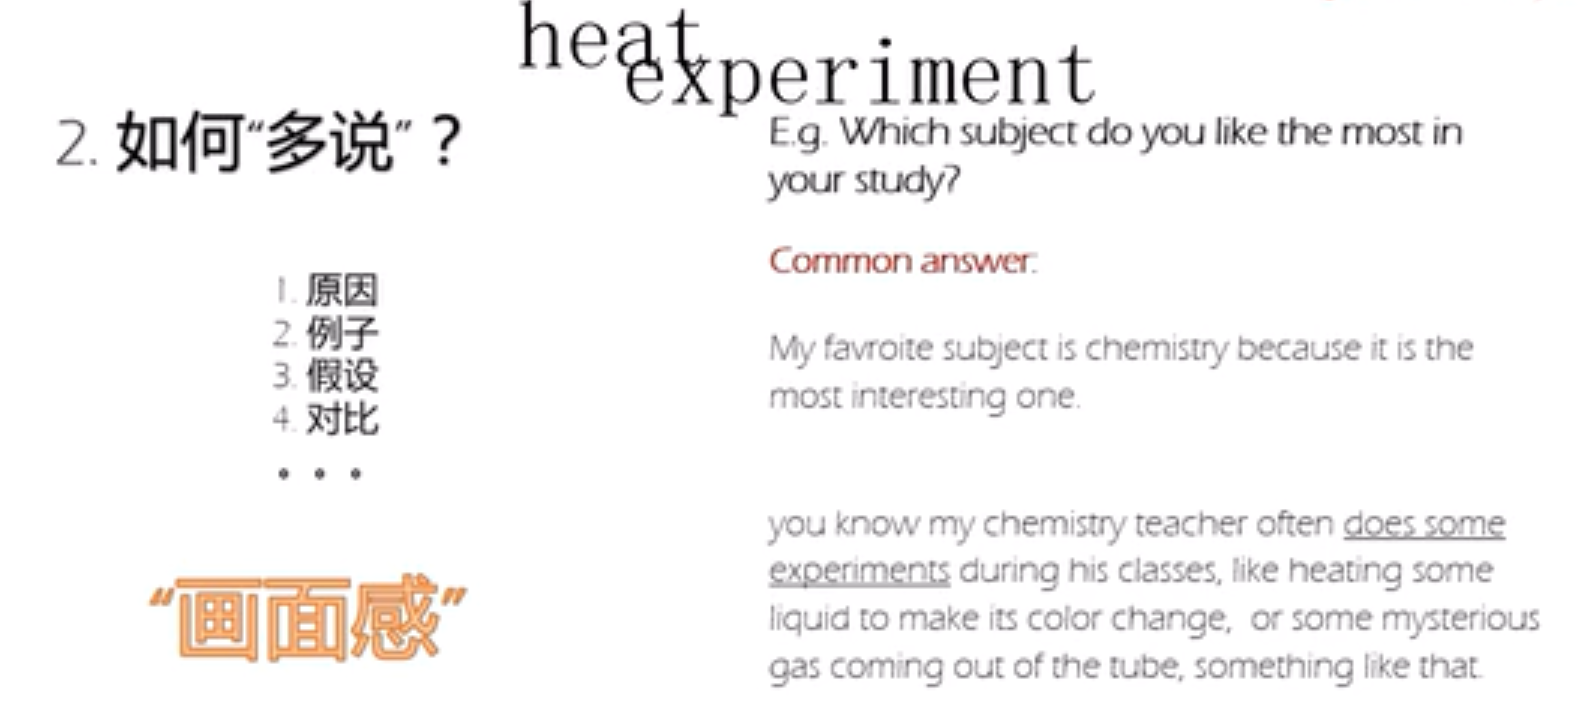 heat
experiment
2. 如何“多说”？
1. 原因
2. 例子
3. 假设
4. 对比
• • •
“画面感”
E.g. Which subject do you like the most in
your study?
Common answer:
My favroite subject is chemistry because it is the
most interesting one.
you know my chemistry teacher often does some
experiments during his classes, like heating some
liquid to make its color change,  or some mysterious
gas coming out of the tube, something like that.